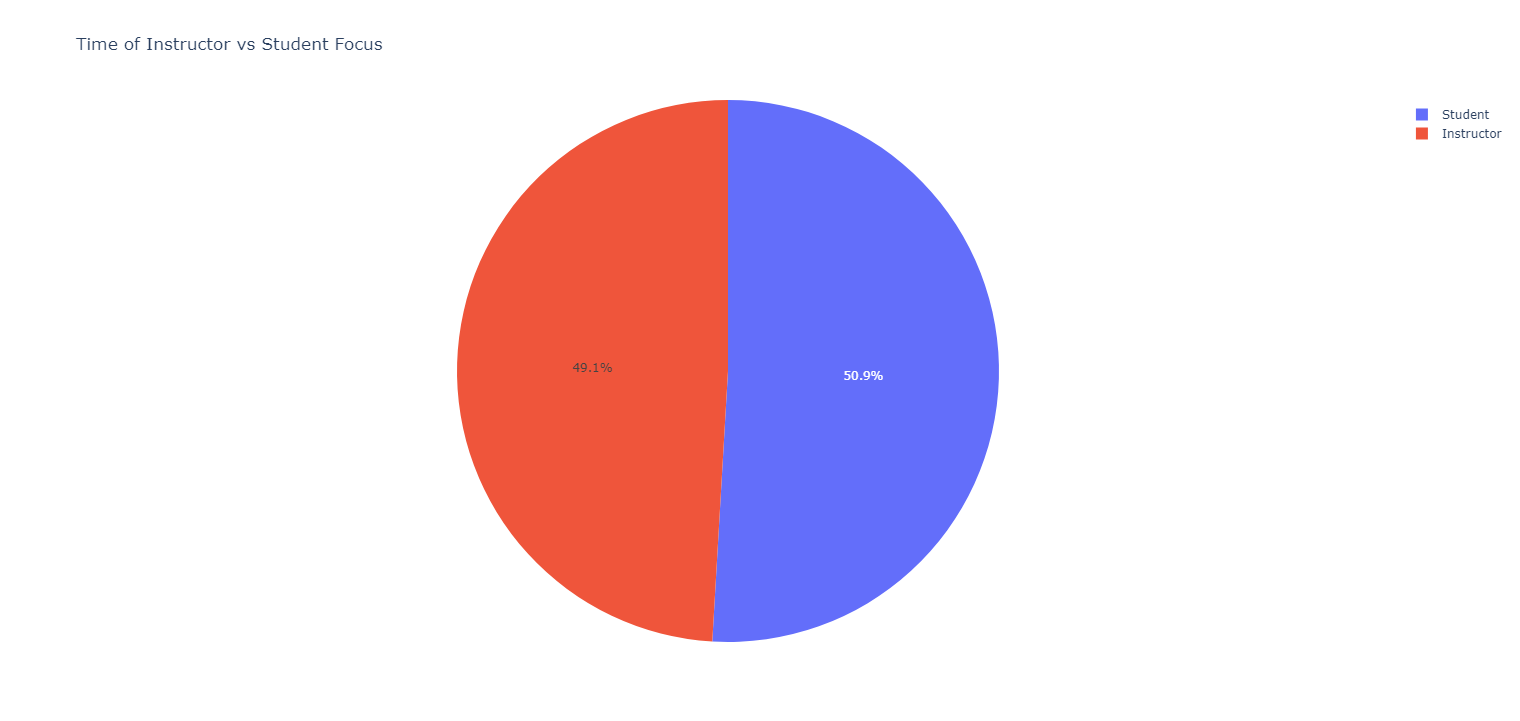 Time of Instructor vs Student Focus
Student
Instructor
49.1%
50.9%